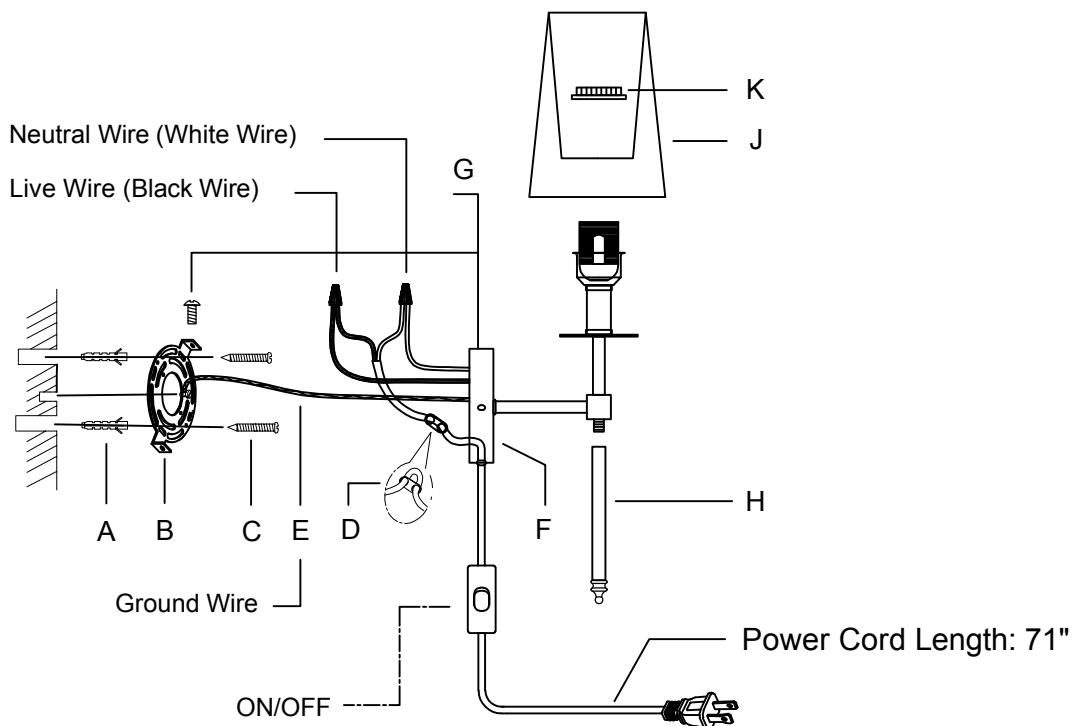 K
J
Neutral Wire (White Wire)
G
Live Wire (Black Wire)
H
A
B
C
E
D
F
Ground Wire
Power Cord Length: 71"
ON/OFF